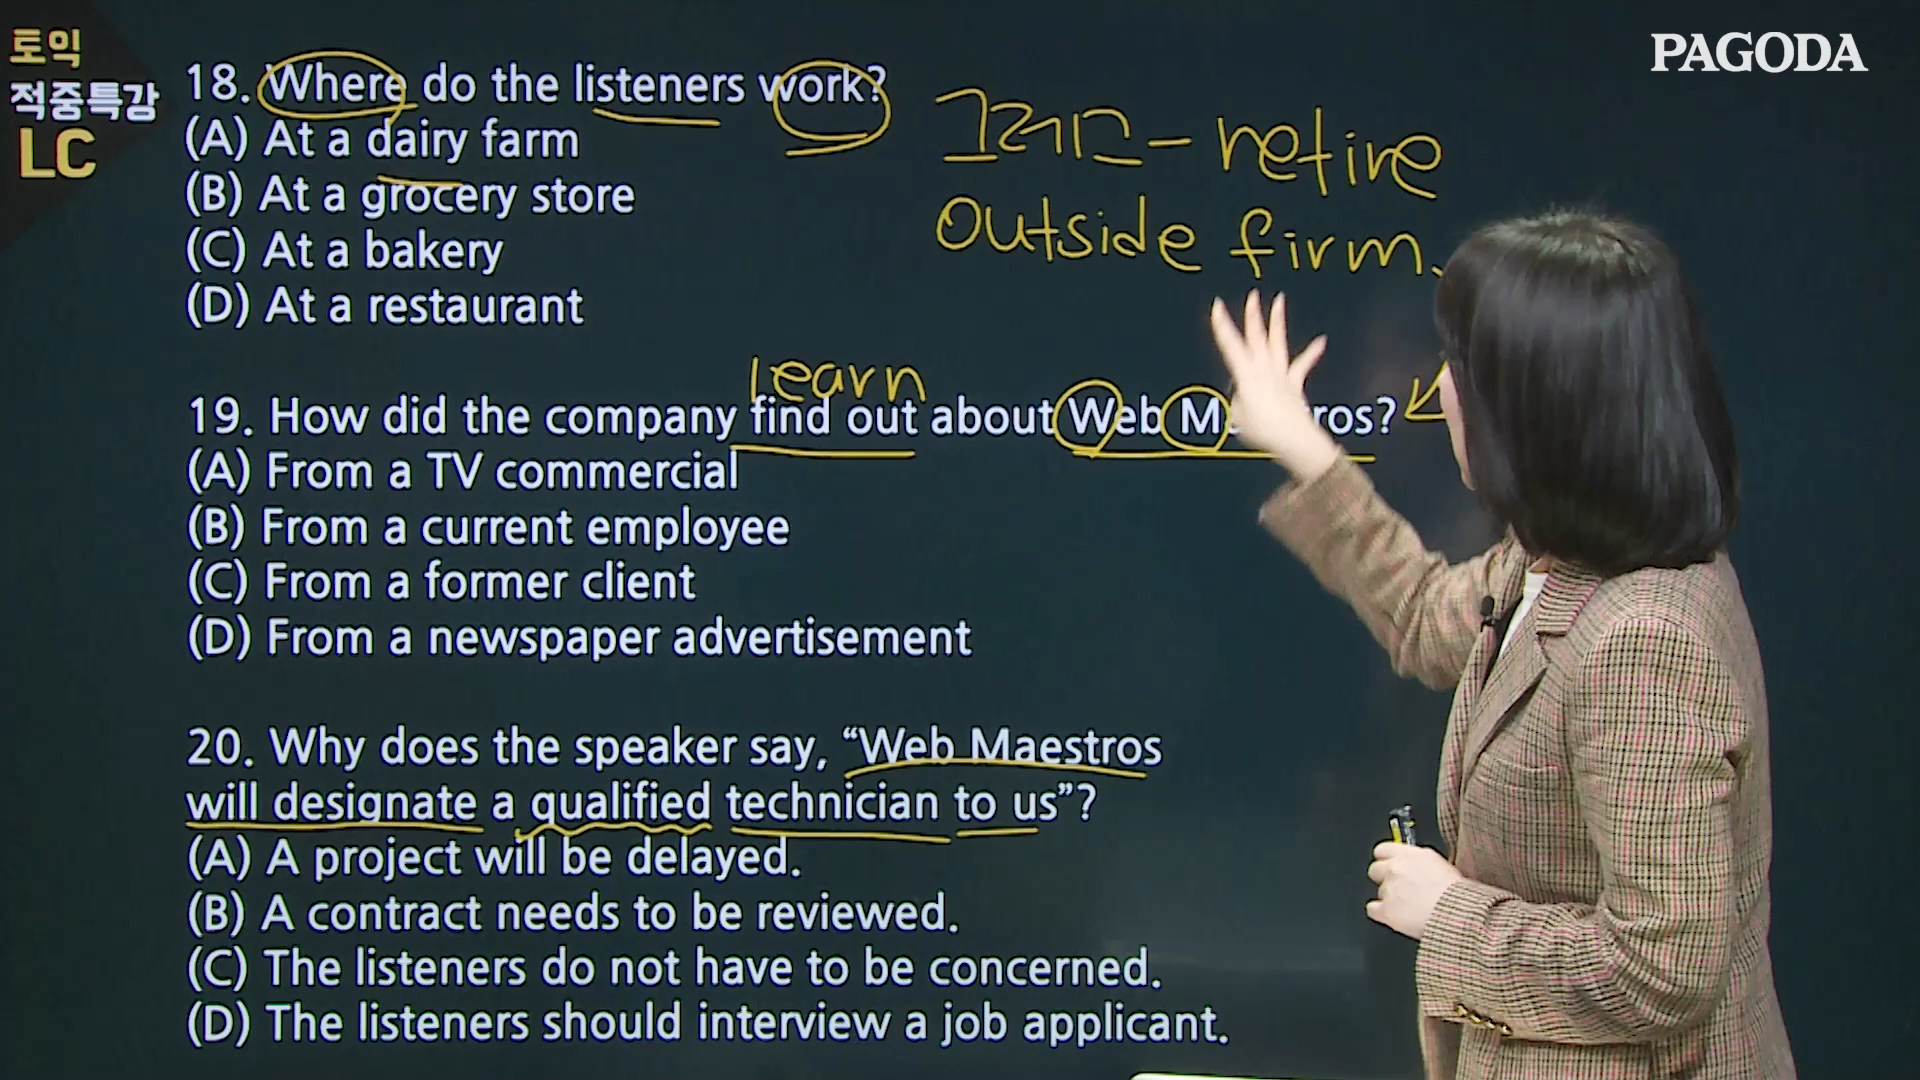 토익
적중특강
LC
PAGODA
18. Where do the listeners work?
(A) At a dairy farm
(B) At a grocery store
(C) At a bakery
(D) At a restaurant
– retire
outside firm.
learn
19. How did the company find out about Web M ros?
(A) From a TV commercial
(B) From a current employee
(C) From a former client
(D) From a newspaper advertisement
20. Why does the speaker say, “Web Maestros
will designate a qualified technician to us”?
(A) A project will be delayed.
(B) A contract needs to be reviewed.
(C) The listeners do not have to be concerned.
(D) The listeners should interview a job applicant.